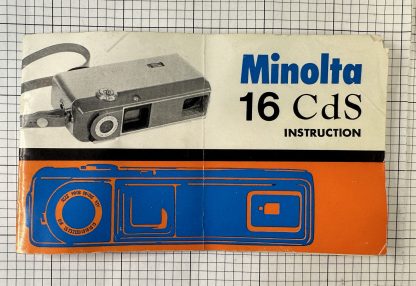 Minolta
16 CdS
INSTRUCTION